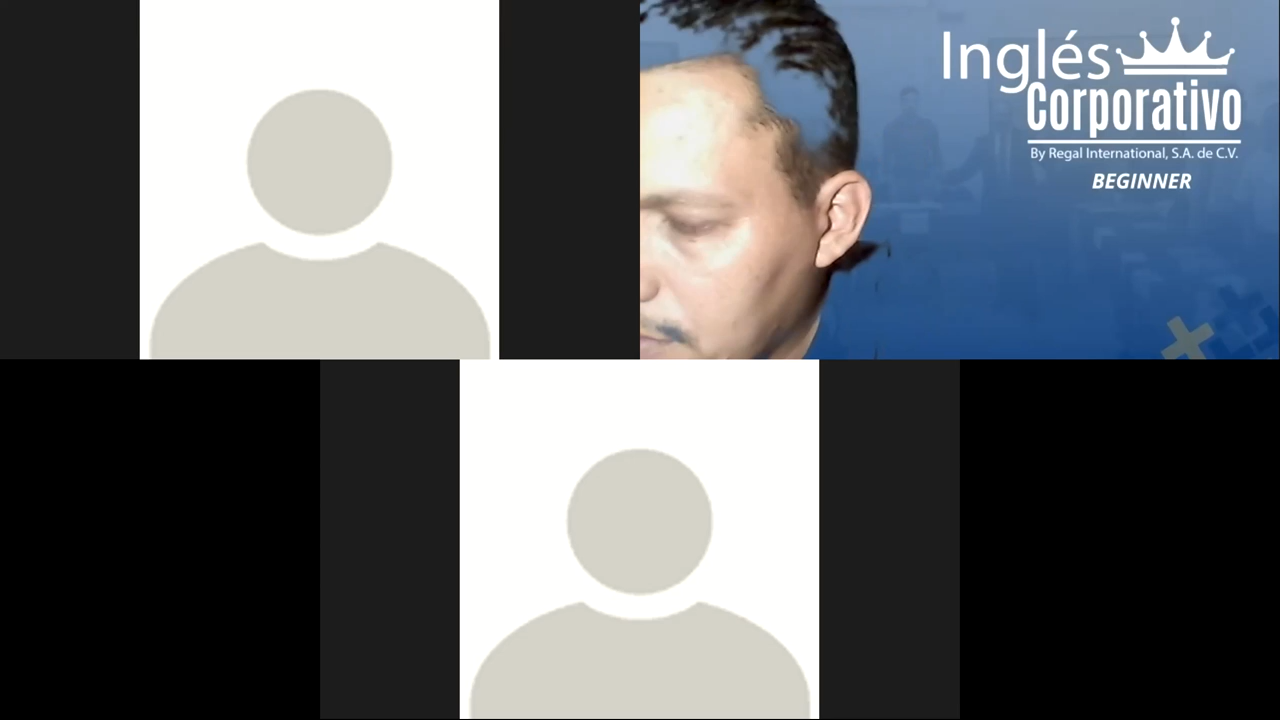 Inglés
Corporativo
By Regal International, S.A. de C.V.
BEGINNER